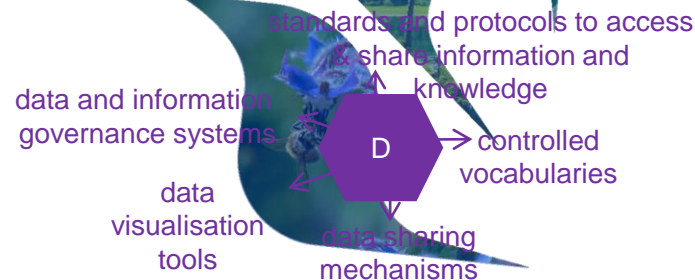 standards and protocols to access
& share information and
knowledge
data and information
governance systems
D
controlled
vocabularies
data
visualisation
tools
data sharing
mechanisms